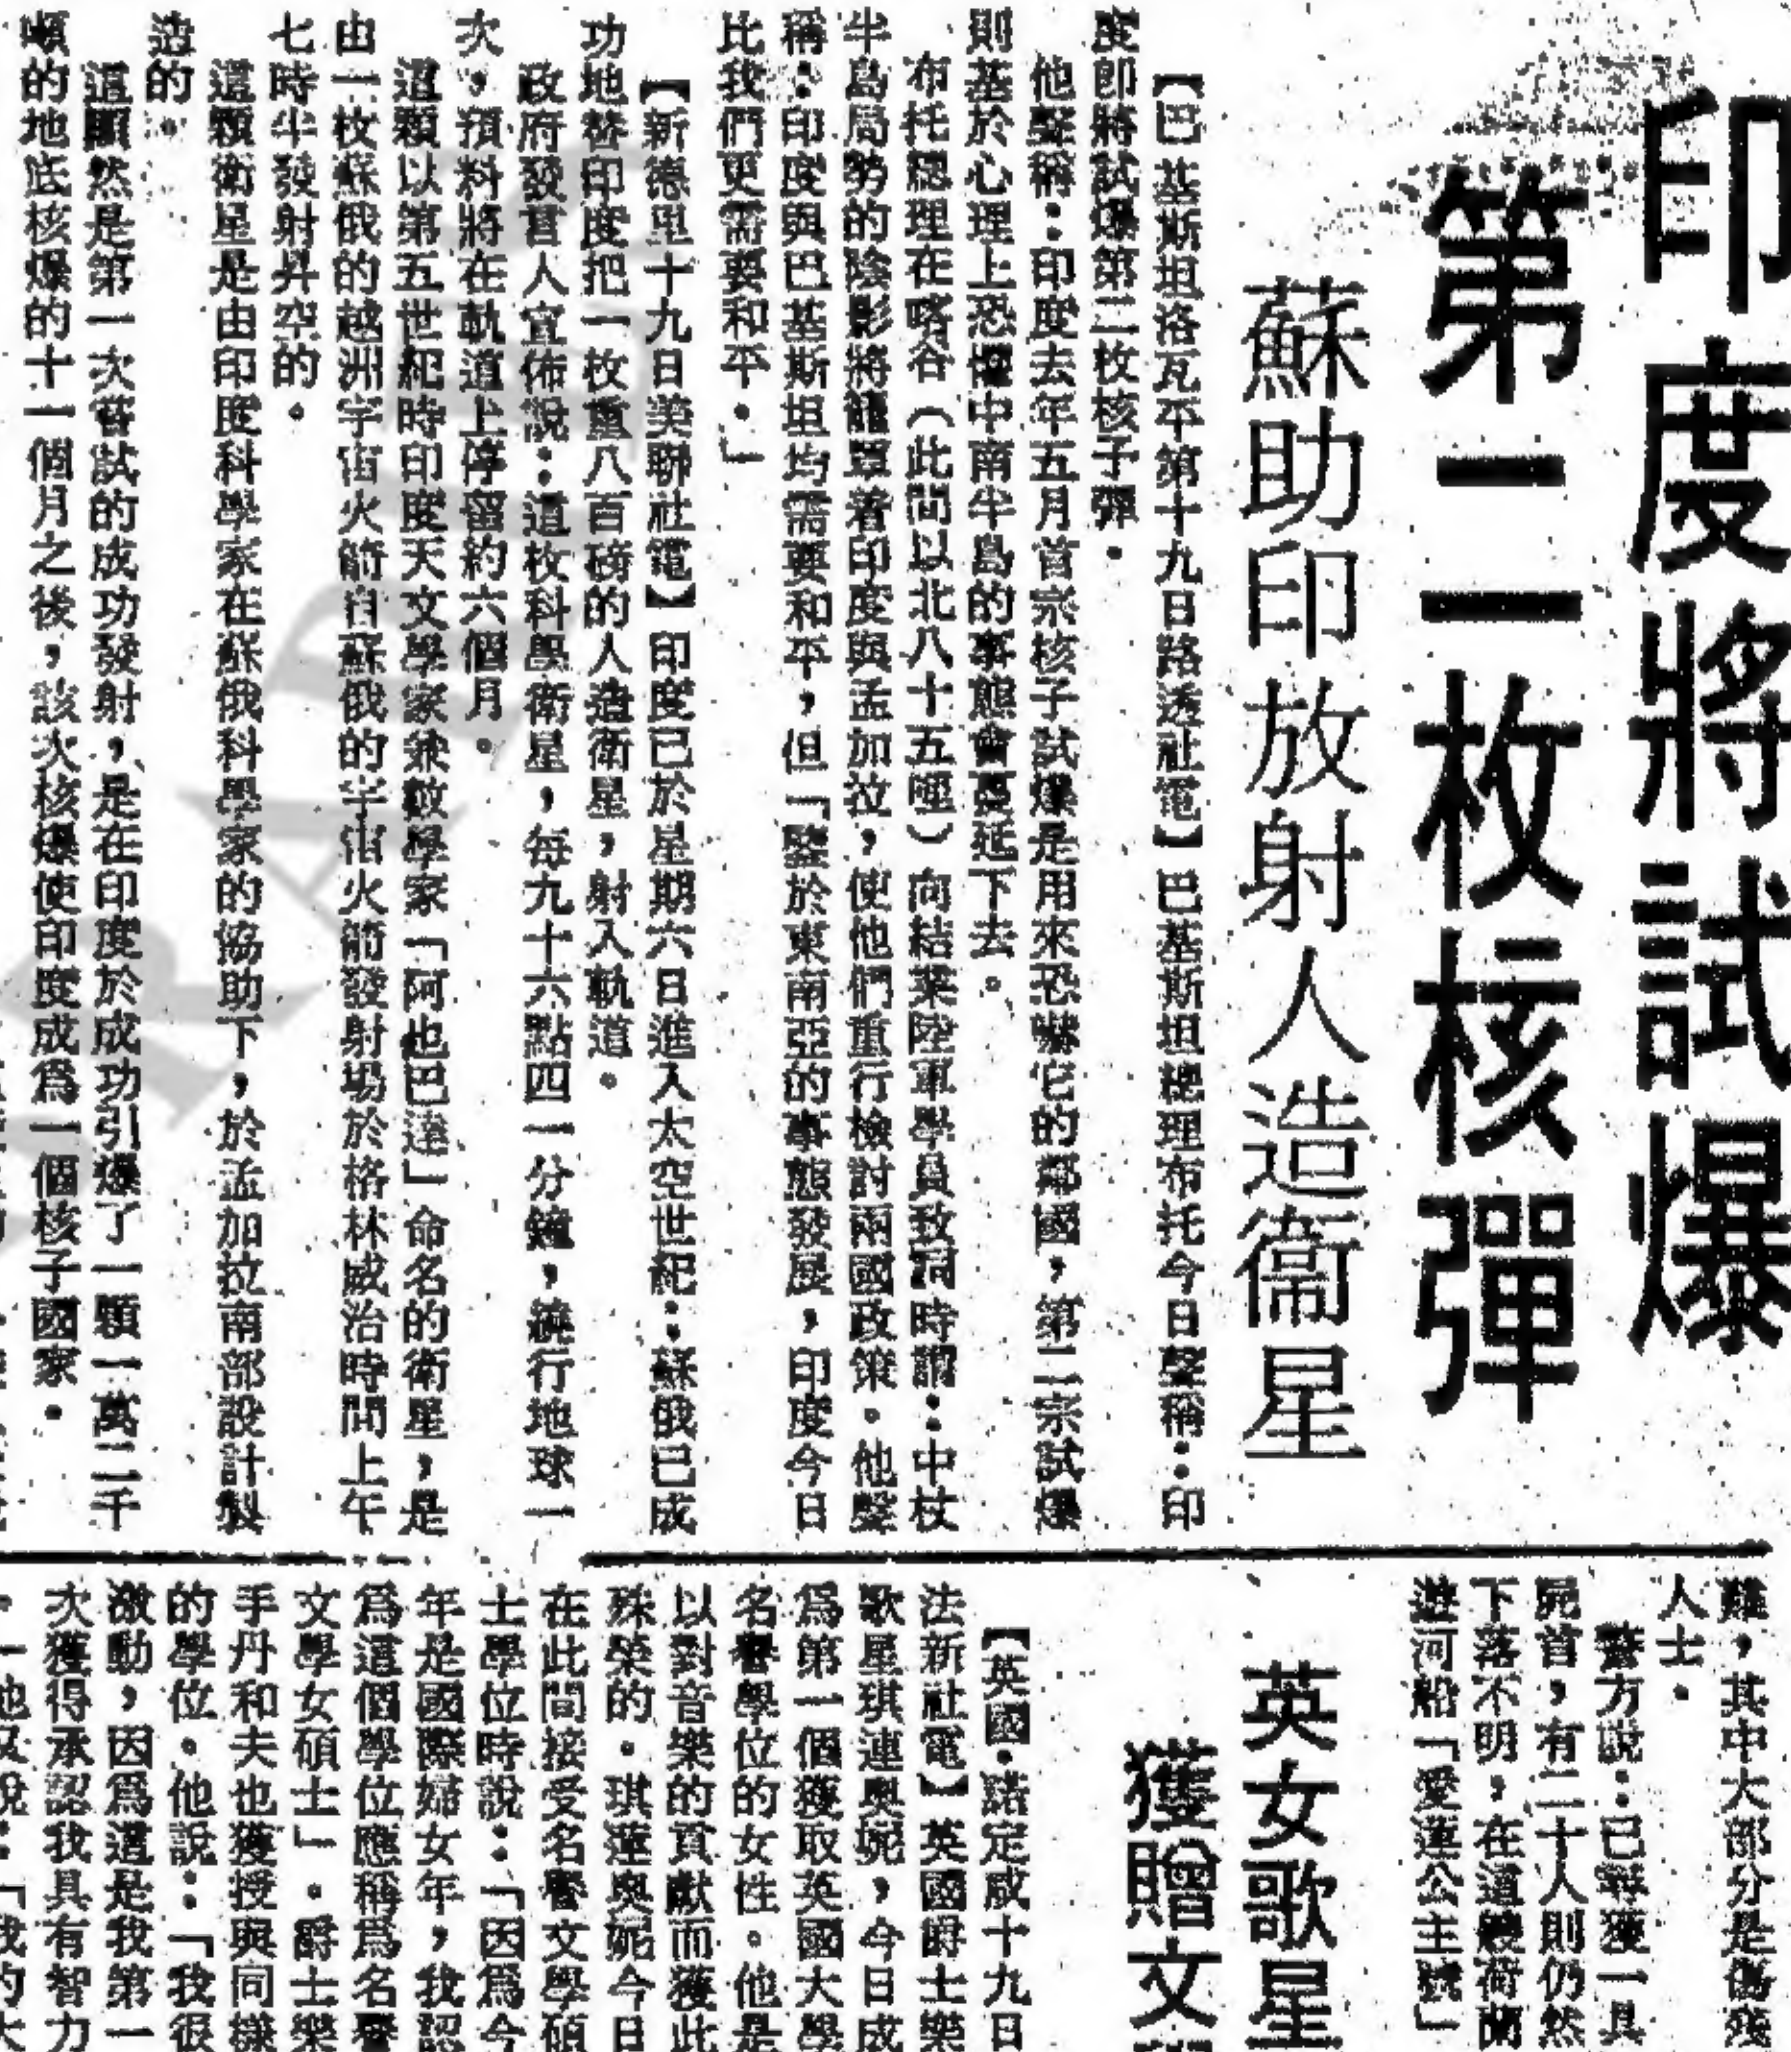 印度將試爆
第二枚核彈
蘇助印放射人造衞星
【巴基斯坦洛瓦平第十九日路透社電】巴基斯坦總理布托今日聲稱：印
度卽將試爆第二枚核子彈。
他聲稱：印度去年五月首宗核子試爆是用來恐嚇它的鄰國，第二宗試爆
則基於心理上恐懼中南半島的事態會蔓延下去。
布托總理在喀谷（此間以北八十五哩）向結業陸軍學員致詞時謂：中枝
半島局勢的陰影將籠罩着印度與孟加拉，使他們重行檢討兩國政策。他聲
稱：印度與巴基斯坦均需要和平，但「鑒於東南亞的事態發展，印度今日
比我們更需要和平。」
【新德里十九日美聯社電】印度已於星期六日進入太空世紀：蘇俄已成
功地替印度把一枚重八百磅的人造衛星，射入軌道。
政府發言人宣佈說：這枚科學衛星，每九十六點四一分鐘，繞行地球一
次，預料將在軌道上停留約六個月。
這顆以第五世紀時印度天文學家兼數學家「阿也巴達」命名的衛星，是
由一枚蘇俄的越洲宇宙火箭自蘇俄的宇宙火箭發射場於格林威治時間上午
七時半發射昇空的。
這顆衛星是由印度科學家在蘇俄科學家的協助下，於孟加拉南部設計製
造的。
這顯然是第一次嘗試的成功發射，是在印度於成功引爆了一顆一萬二千
噸的地底核爆的十一個月之後，該次核爆使印度成爲一個核子國家。
難，其中大部分是傷殘
人士。
警方說：已尋獲一具
屍首，有二十人則仍然
下落不明，在這艘荷蘭
遊河船「愛蓮公主號」
英女歌星
獲贈文
【英國·諾定咸十九日
法新社電】英國爵士樂
歌星琪連奧妮，今日成
爲第一個獲取英國大學
名譽學位的女性。他是
以對音樂的貢獻而獲此
殊榮的。琪蓮奧妮今日
在此間接受名譽文學碩
士學位時說：「因爲今
年是國際婦女年，我認
爲這個學位應稱爲名譽
文學女碩士」。爵士樂
手丹和夫也獲授與同樣
的學位。他說：「我很
激動，因爲這是我第一
次獲得承認我具有智力
。」他又說：「我的大